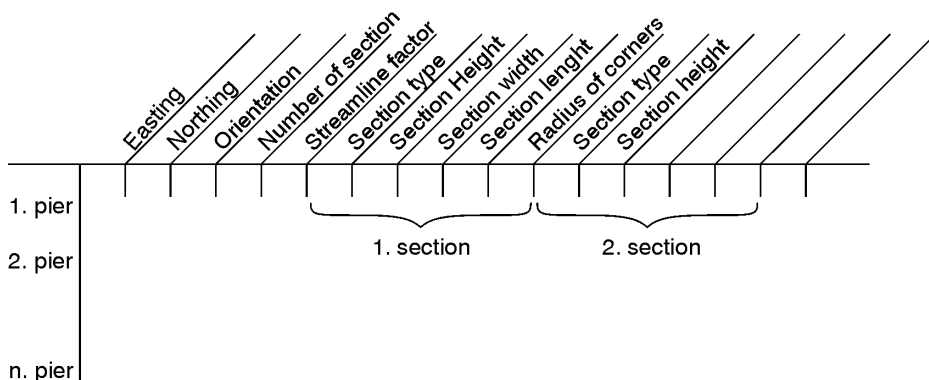 Easting
Northing
Orientation
Number of section
Streamline factor
Section type
Section Height
Section width
Section lenght
Radius of corners
Section type
Section height
1. pier
1. section
2. section
2. pier
n. pier